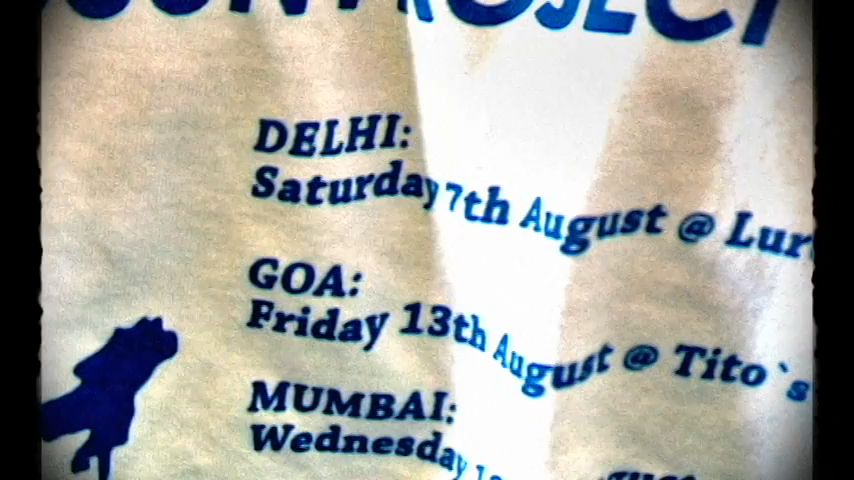 DELHI:
Saturday 7th August @
GOA:
Friday 13th August @ Tito`s
MUMBAI:
Wednesday